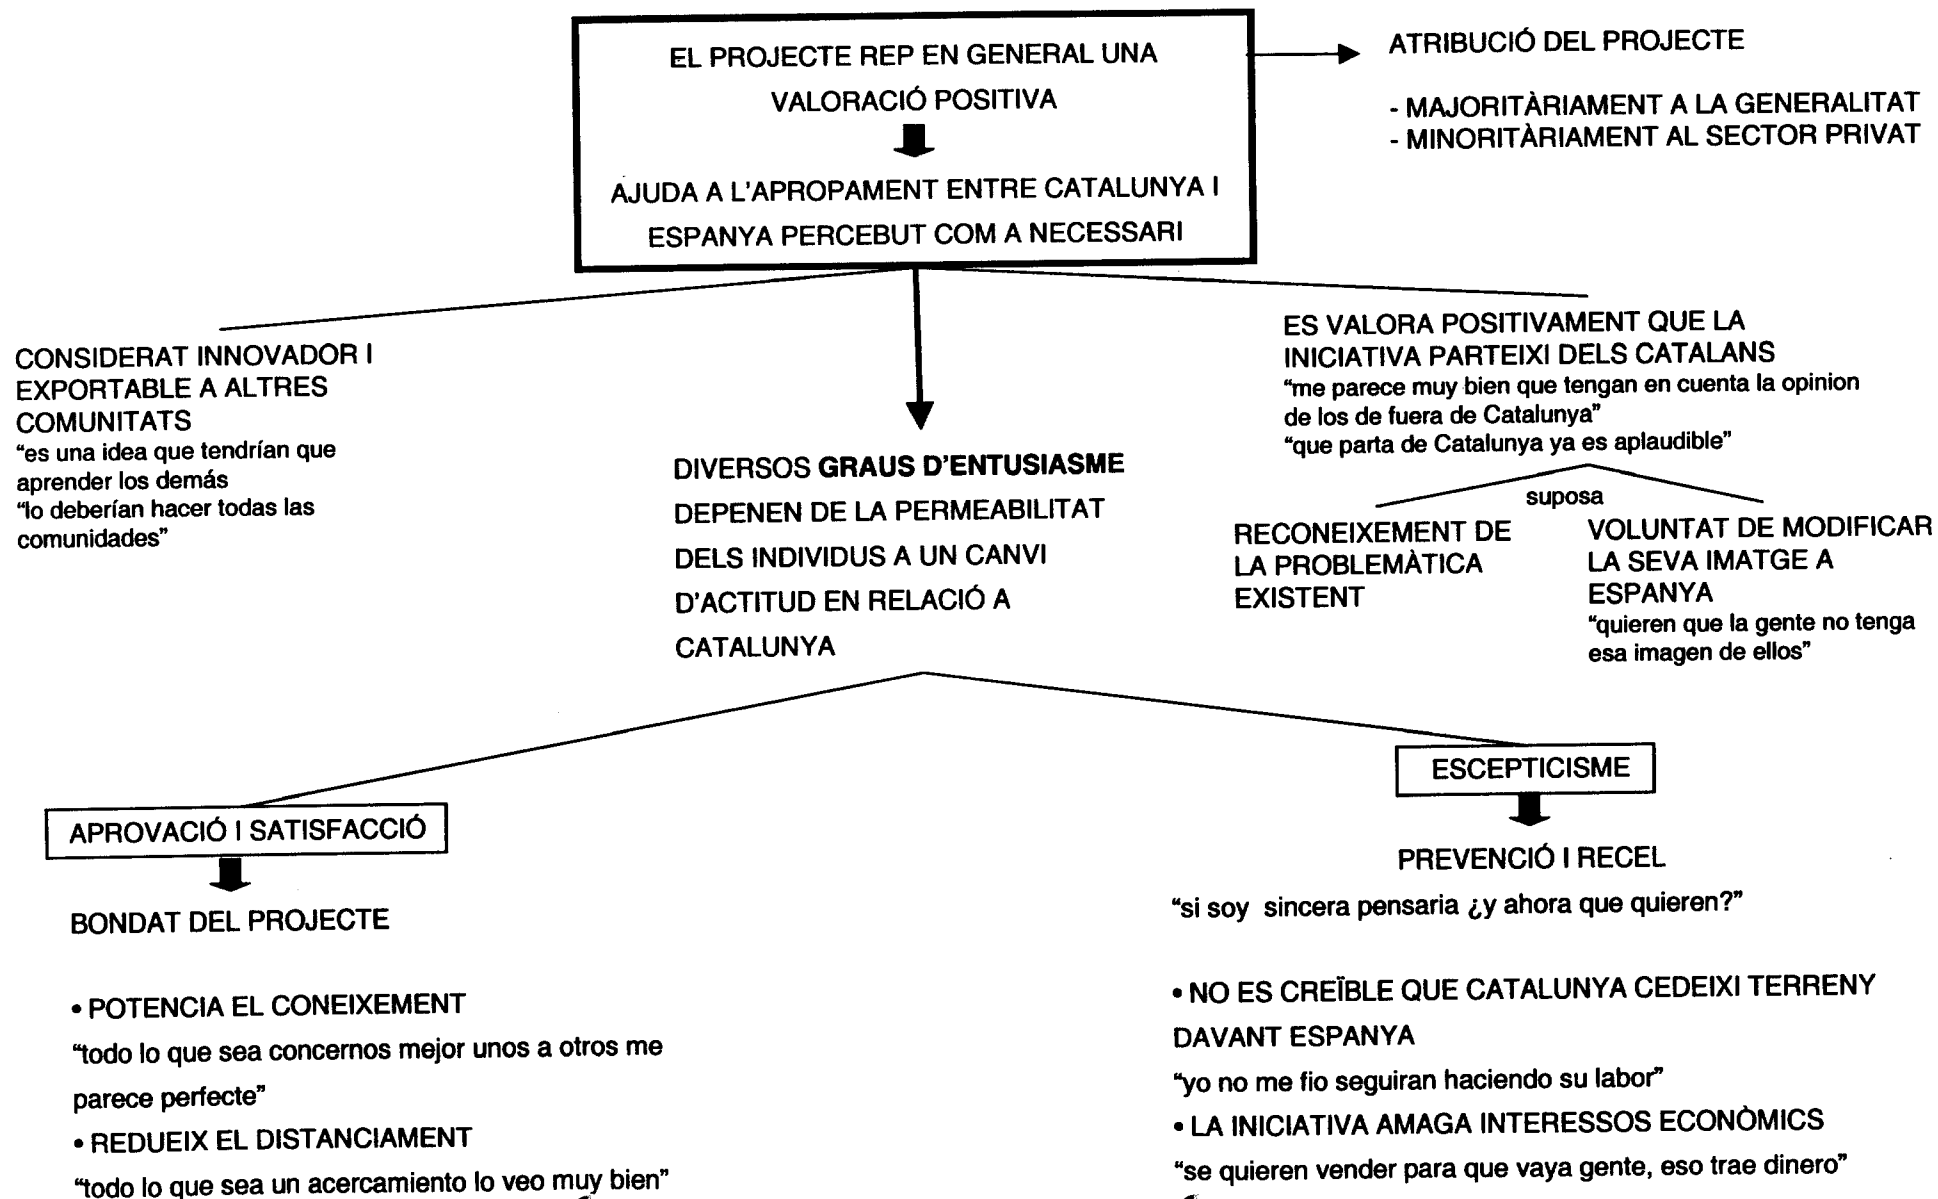 EL PROJECTE REP EN GENERAL UNA
VALORACIÓ POSITIVA
AJUDA A L'APROPAMENT ENTRE CATALUNYA I
ESPANYA PERCEBUT COM A NECESSARI
ATRIBUCIÓ DEL PROJECTE
- MAJORITÀRIAMENT A LA GENERALITAT
- MINORITÀRIAMENT AL SECTOR PRIVAT
CONSIDERAT INNOVADOR I
EXPORTABLE A ALTRES
COMUNITATS
“es una idea que tendrían que
aprender los demás
“lo deberían hacer todas las
comunidades”
DIVERSOS GRAUS D'ENTUSIASME
DEPENEN DE LA PERMEABILITAT
DELS INDIVIDUS A UN CANVI
D'ACTITUD EN RELACIÓ A
CATALUNYA
ES VALORA POSITIVAMENT QUE LA
INICIATIVA PARTEIXI DELS CATALANS
“me parece muy bien que tengan en cuenta la opinion
de los de fuera de Catalunya”
“que parta de Catalunya ya es aplaudible”
suposa
RECONEIXEMENT DE
LA PROBLEMÀTICA
EXISTENT
VOLUNTAT DE MODIFICAR
LA SEVA IMATGE A
ESPANYA
“quieren que la gente no tenga
esa imagen de ellos”
APROVACIÓ I SATISFACCIÓ
BONDAT DEL PROJECTE
• POTENCIA EL CONEIXEMENT
“todo lo que sea concernos mejor unos a otros me
parece perfecte”
• REDUEIX EL DISTANCIAMENT
“todo lo que sea un acercamiento lo veo muy bien”
ESCEPTICISME
PREVENCIÓ I RECEL
“si soy sincera pensaria ¿y ahora que quieren?”
• NO ES CREÏBLE QUE CATALUNYA CEDEIXI TERRENY
DAVANT ESPANYA
“yo no me fio seguiran haciendo su labor”
• LA INICIATIVA AMAGA INTERESSOS ECONÒMICS
“se quieren vender para que vaya gente, eso trae dinero”